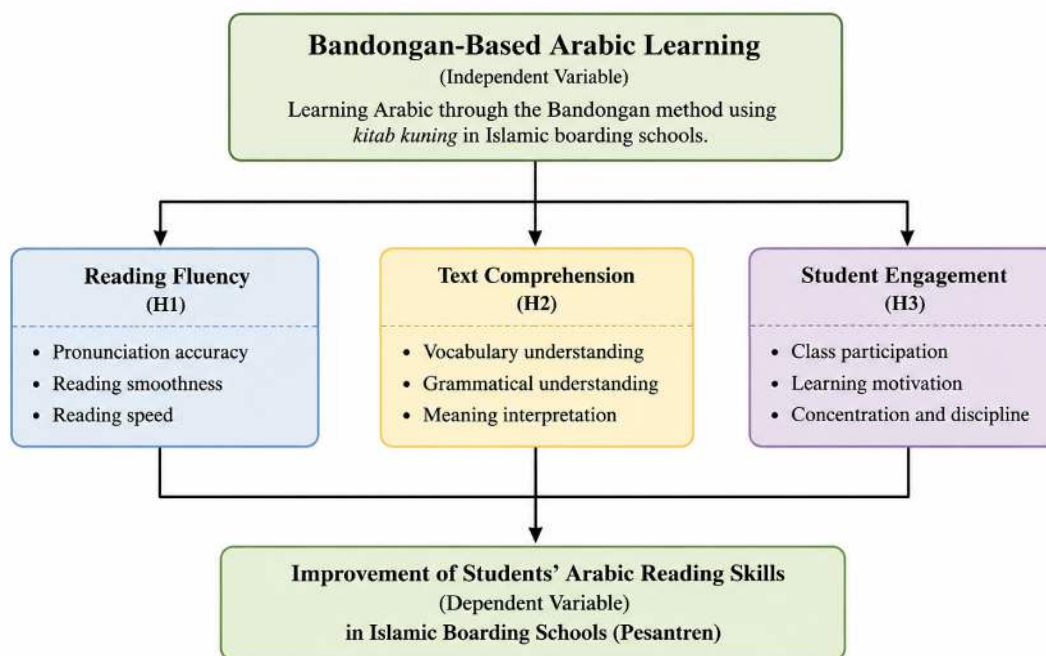 Bandongan-Based Arabic Learning
(Independent Variable)
Learning Arabic through the Bandongan method using
kitab kuning in Islamic boarding schools.
Reading Fluency
(H1)
• Pronunciation accuracy
• Reading smoothness
• Reading speed
Text Comprehension
(H2)
• Vocabulary understanding
• Grammatical understanding
• Meaning interpretation
Student Engagement
(H3)
• Class participation
• Learning motivation
• Concentration and discipline
Improvement of Students’ Arabic Reading Skills
(Dependent Variable)
in Islamic Boarding Schools (Pesantren)